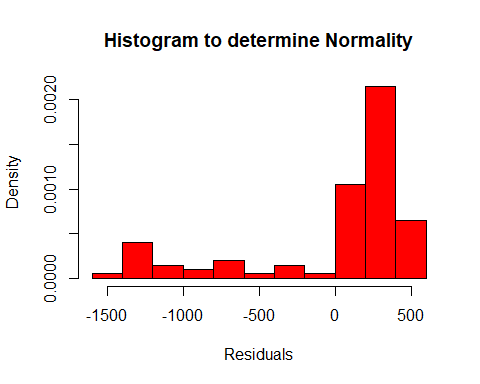 Histogram to determine Normality
Density
0.0020
0.0010
0.0000
-1500 -1000 -500 0 500
Residuals